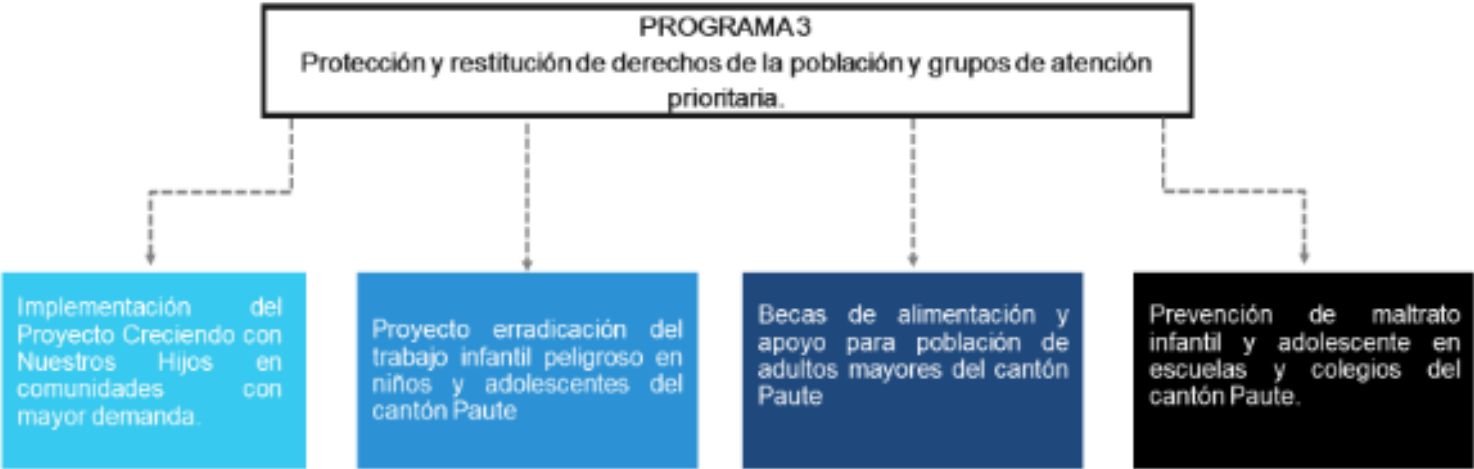 PROGRAMA 3
Protección y restitución de derechos de la población y grupos de atención
prioritaria.
Implementación del
Proyecto Creciendo con
Nuestros Hijos en
comunidades con
mayor demanda.
Proyecto erradicación del
trabajo infantil peligroso en
niños y adolescentes del
cantón Paute
Becas de alimentación y
apoyo para población de
adultos mayores del cantón
Paute
Prevención de maltrato
infantil y adolescente en
escuelas y colegios del
cantón Paute.